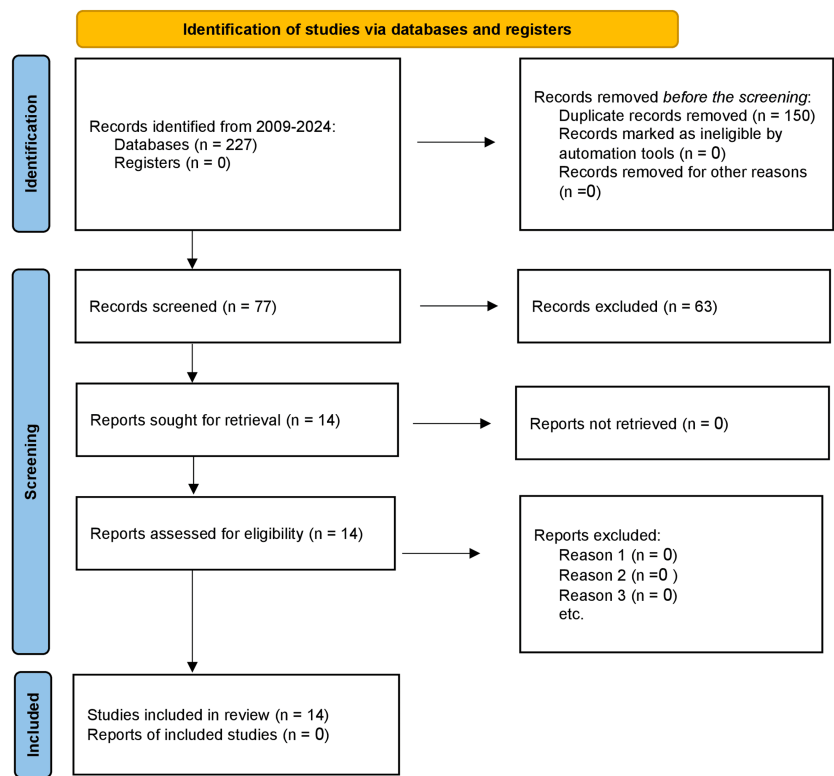 Identification of studies via databases and registers
Identification
Records identified from 2009-2024:
Databases (n = 227)
Registers (n = 0)
Records removed before the screening:
Duplicate records removed (n = 150)
Records marked as ineligible by
automation tools (n = 0)
Records removed for other reasons
(n =0)
Screening
Records screened (n = 77)
Records excluded (n = 63)
Reports sought for retrieval (n = 14)
Reports not retrieved (n = 0)
Reports assessed for eligibility (n = 14)
Reports excluded:
Reason 1 (n = 0)
Reason 2 (n =0 )
Reason 3 (n = 0)
etc.
Included
Studies included in review (n = 14)
Reports of included studies (n = 0)